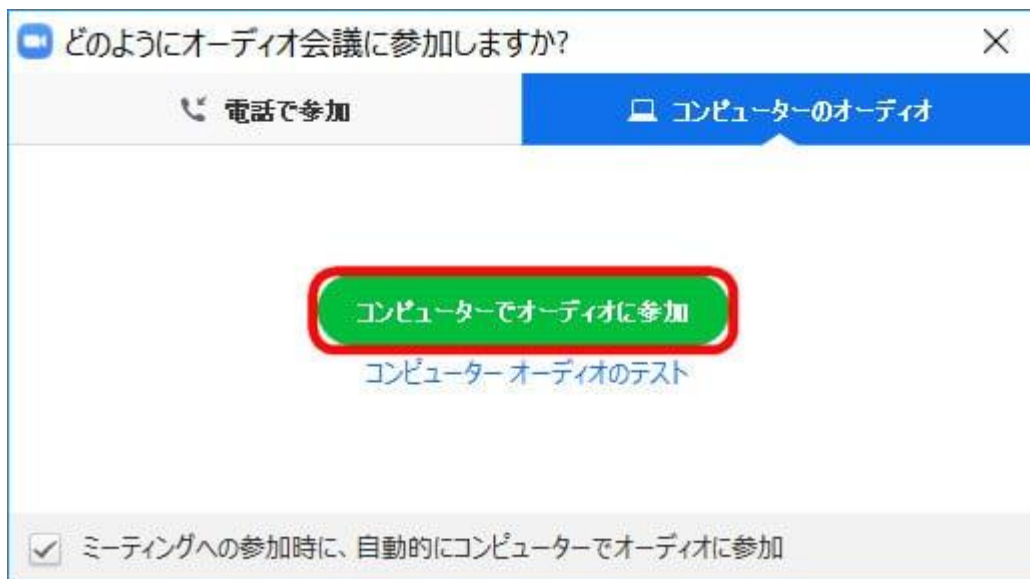 どのようにオーディオ会議に参加しますか?
電話で参加
コンピューターのオーディオ
コンピューターでオーディオに参加
コンピューター オーディオのテスト
ミーティングへの参加時に、自動的にコンピューターでオーディオに参加